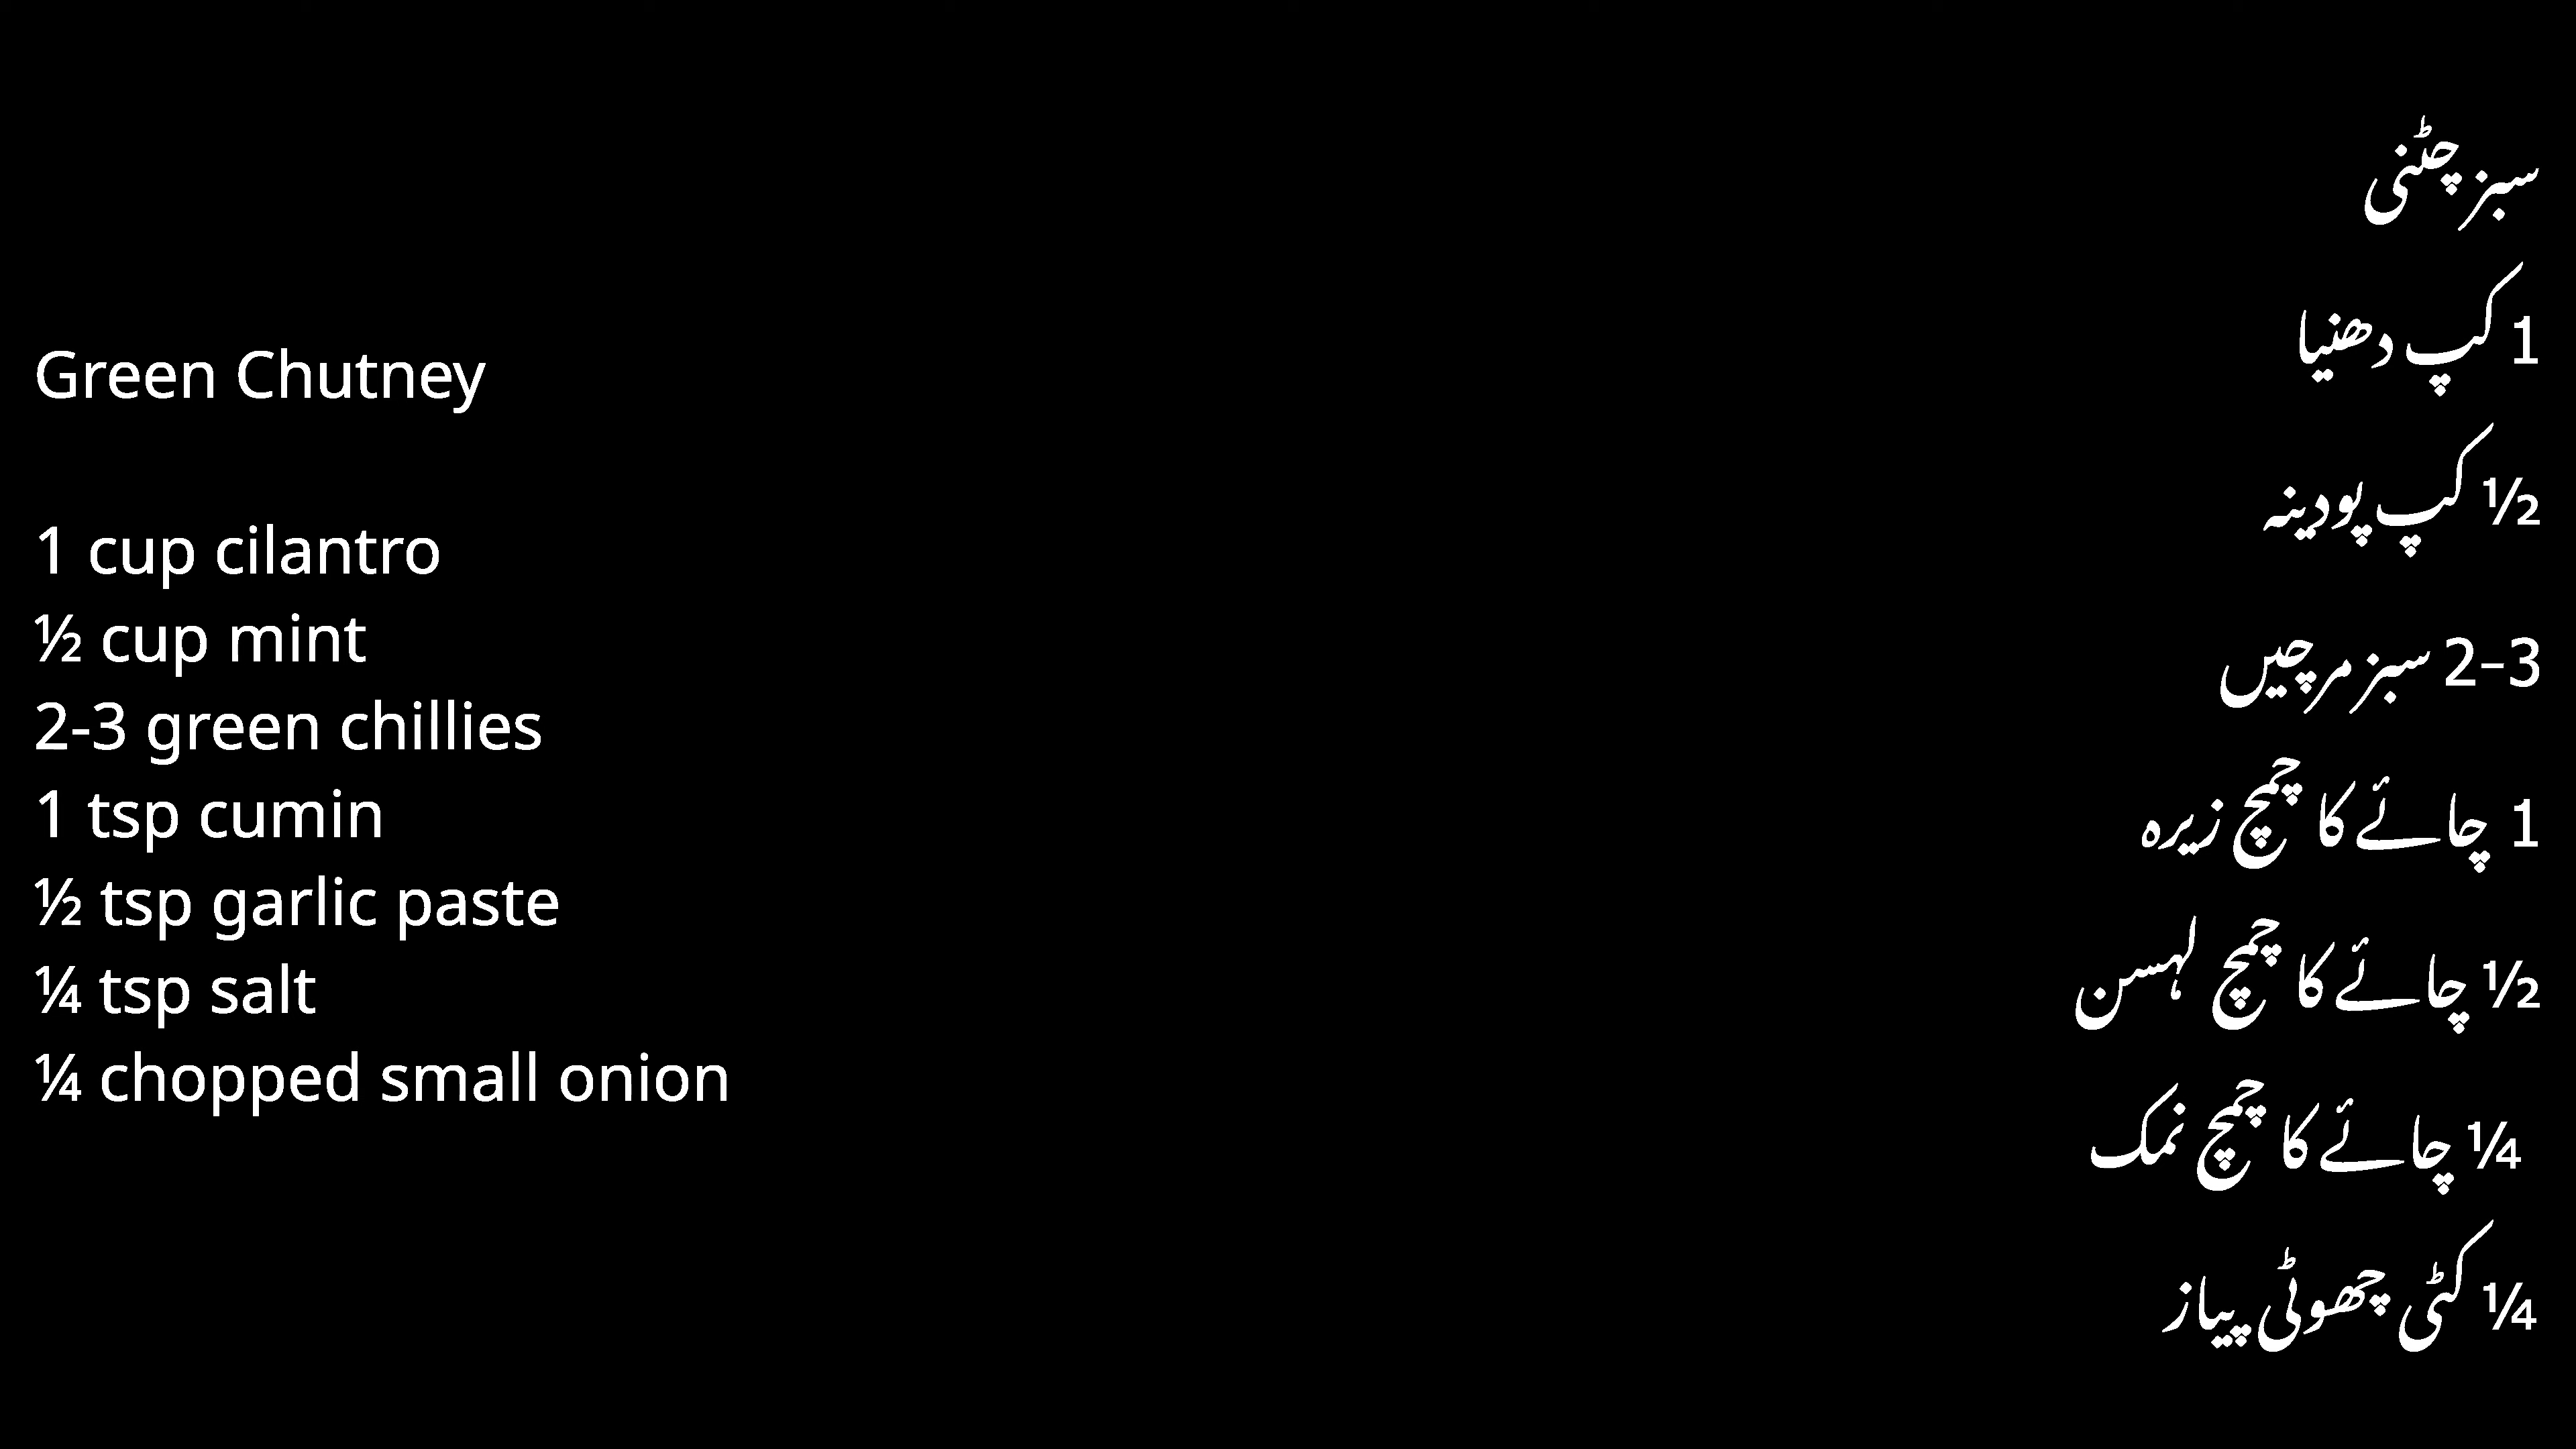 Green Chutney
1 cup cilantro
½ cup mint
2-3 green chillies
1 tsp cumin
½ tsp garlic paste
¼ tsp salt
¼ chopped small onion
سبز چٹنی
1 کپ دھنیا
½ کپ پودینہ
2-3 سبز مرچیں
1 چائے کا چمچ زیرہ
½ چائے کا چمچ لہسن
¼ چائے کا چمچ نمک
¼ کٹی چھوٹی پیاز